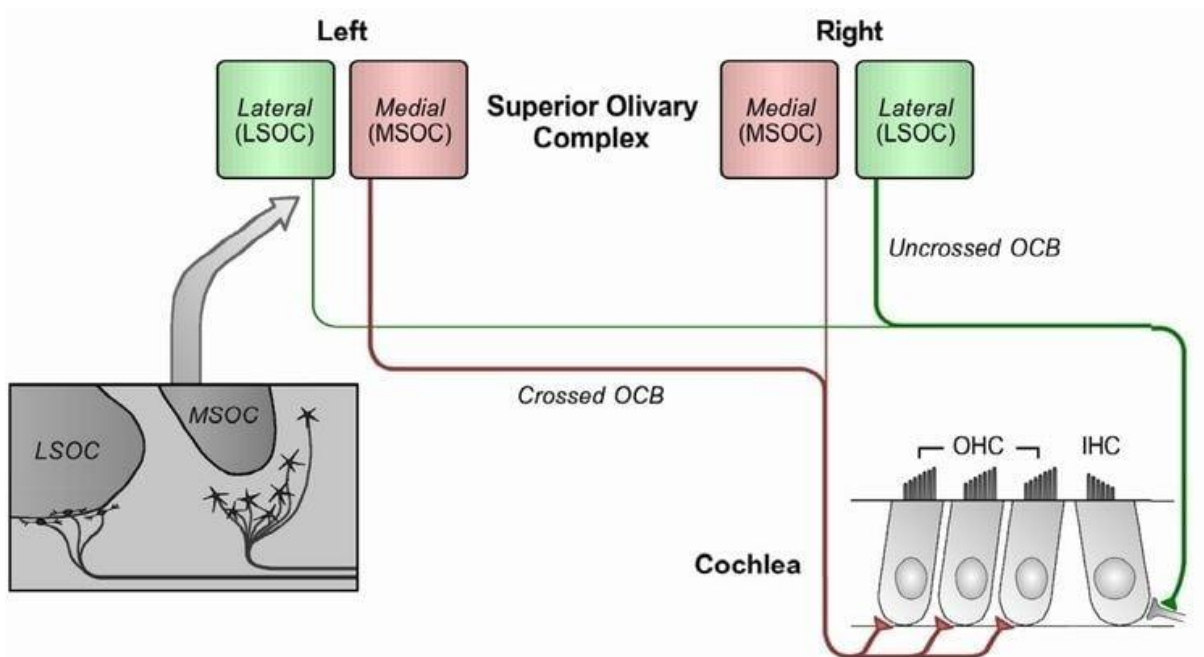 Left
Right
Lateral
(LSOC)
Medial
(MSOC)
Superior Olivary
Complex
Medial
(MSOC)
Lateral
(LSOC)
Uncrossed OCB
Crossed OCB
MSOC
LSOC
OHC
IHC
Cochlea